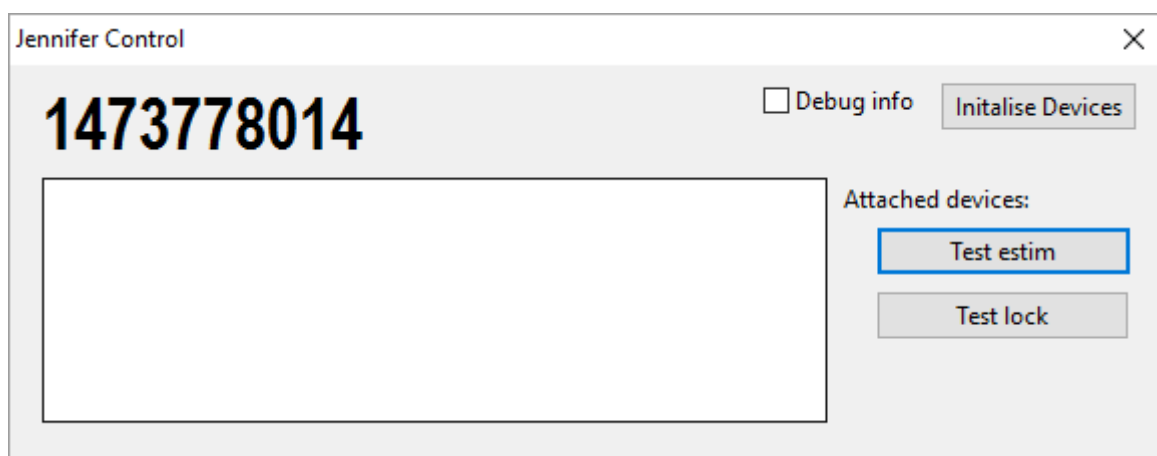 Jennifer Control
1473778014
Debug info
Initalise Devices
Attached devices:
Test estim
Test lock